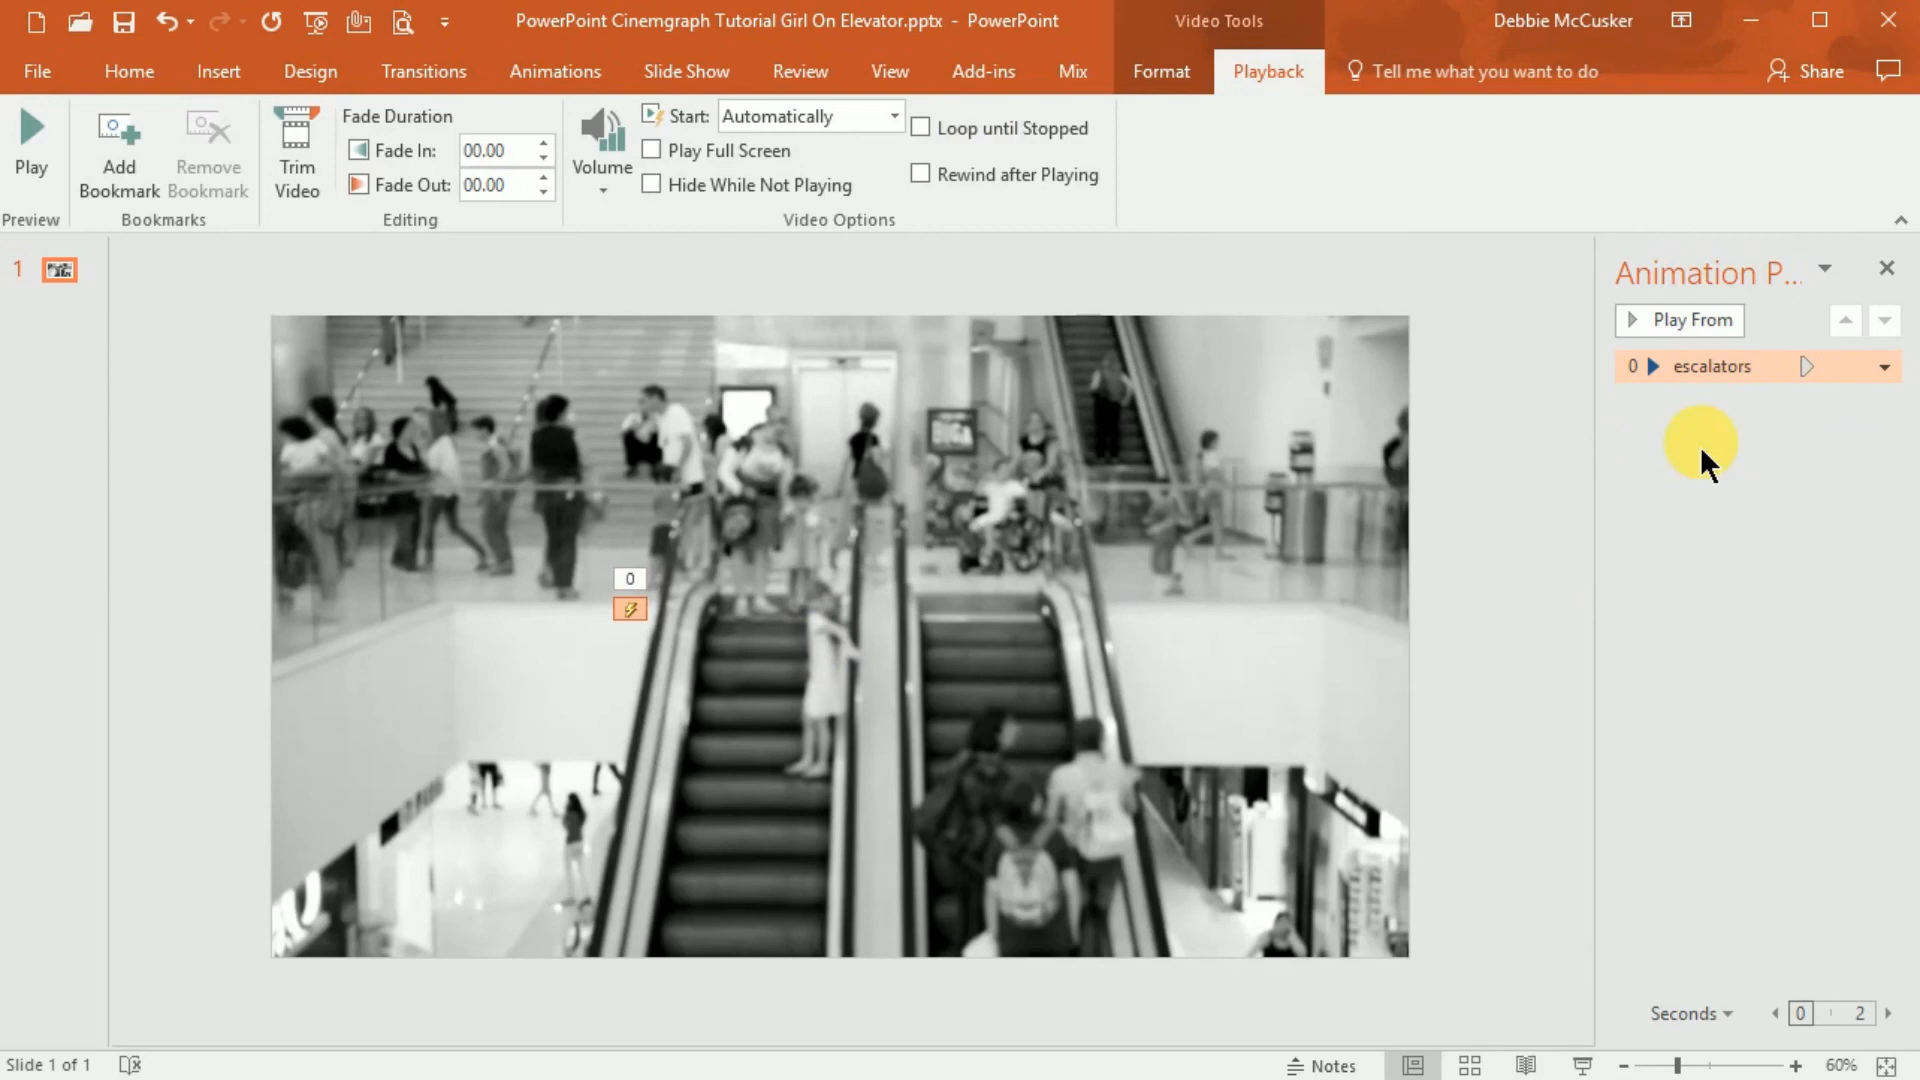 PowerPoint Cinemgraph Tutorial Girl On Elevator.pptx - PowerPoint
Video Tools
Debbie McCusker
File Home Insert Design Transitions Animations Slide Show Review View Add-ins Mix Format Playback Tell me what you want to do Share
Play
Preview
Add Bookmark
Remove Bookmark
Bookmarks
Trim Video
Fade Duration
Fade In: 00.00
Fade Out: 00.00
Editing
Volume
Start: Automatically
Play Full Screen
Hide While Not Playing
Loop until Stopped
Rewind after Playing
Video Options
1
0
Animation P...
Play From
0 escalators
Seconds 0 2
Slide 1 of 1
Notes
60%